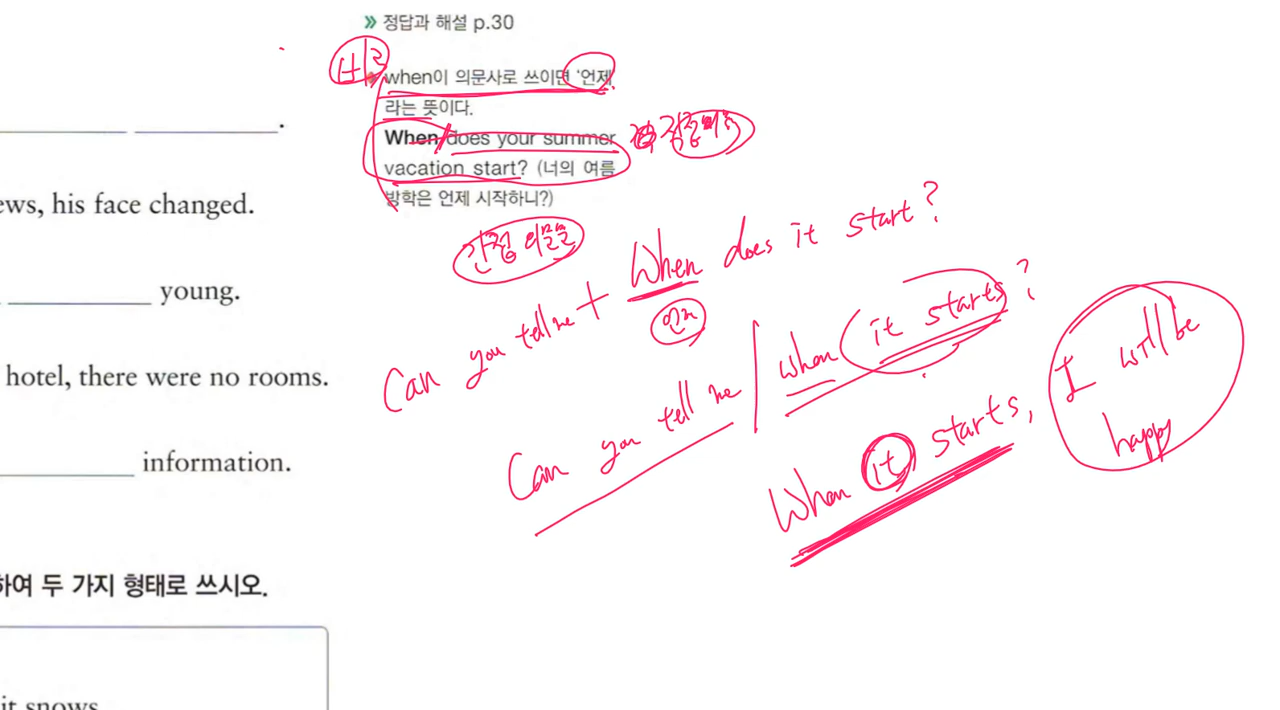 » 정답과 해설 p.30
비교
when이 의문사로 쓰이면 '언제'
라는 뜻이다.
When does your summer
vacation start? (너의 여름
방학은 언제 시작하니?)
간접 의문문
When does it start?
언제
Can you tell me +
Can you tell me | when it starts?
When it starts, I will be
happy
.
ews, his face changed.
young.
hotel, there were no rooms.
information.
하여 두 가지 형태로 쓰시오.
it snows